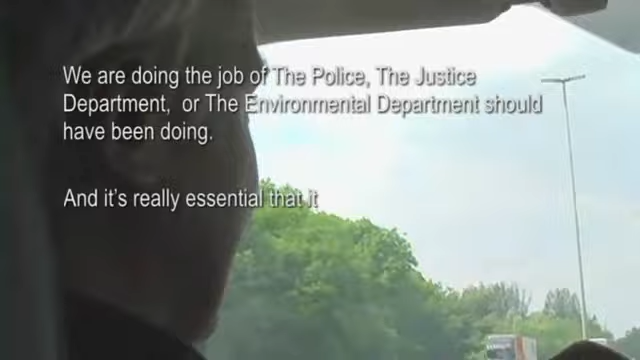 We are doing the job of The Police, The Justice
Department,  or The Environmental Department should
have been doing.
And it's really essential that it